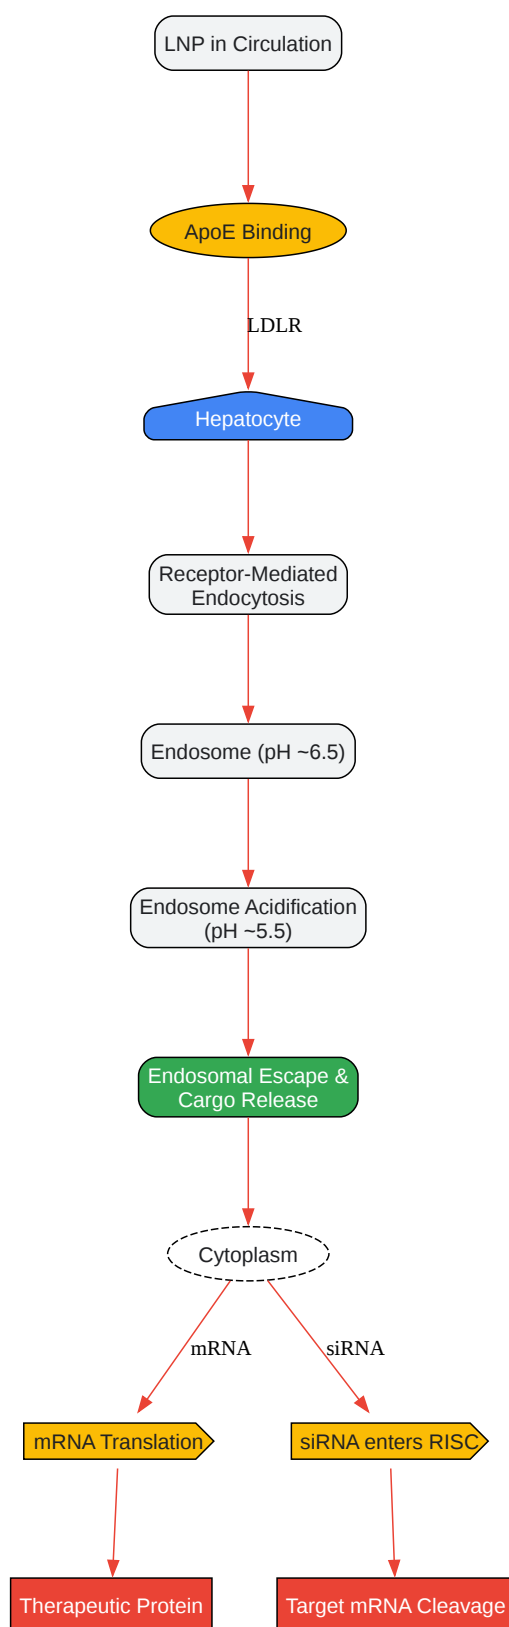 LNP in Circulation
ApoE Binding
LDLR
Hepatocyte
Receptor-Mediated
Endocytosis
Endosome (pH ~6.5)
Endosome Acidification
(pH ~5.5)
Endosomal Escape &
Cargo Release
Cytoplasm
mRNA
siRNA
mRNA Translation
siRNA enters RISC
Therapeutic Protein
Target mRNA Cleavage